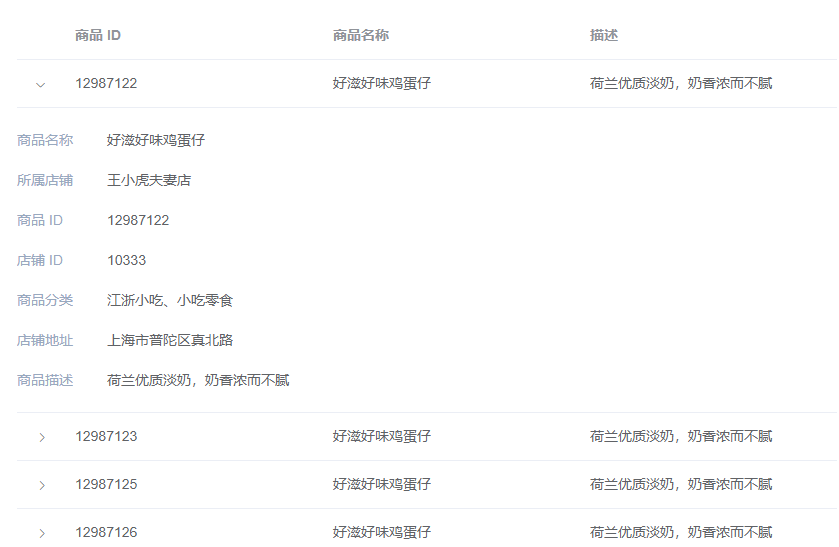 商品 ID 商品名称 描述
12987122 好滋好味鸡蛋仔 荷兰优质淡奶，奶香浓而不腻
商品名称 好滋好味鸡蛋仔
所属店铺 王小虎夫妻店
商品 ID 12987122
店铺 ID 10333
商品分类 江浙小吃、小吃零食
店铺地址 上海市普陀区真北路
商品描述 荷兰优质淡奶，奶香浓而不腻
12987123 好滋好味鸡蛋仔 荷兰优质淡奶，奶香浓而不腻
12987125 好滋好味鸡蛋仔 荷兰优质淡奶，奶香浓而不腻
12987126 好滋好味鸡蛋仔 荷兰优质淡奶，奶香浓而不腻